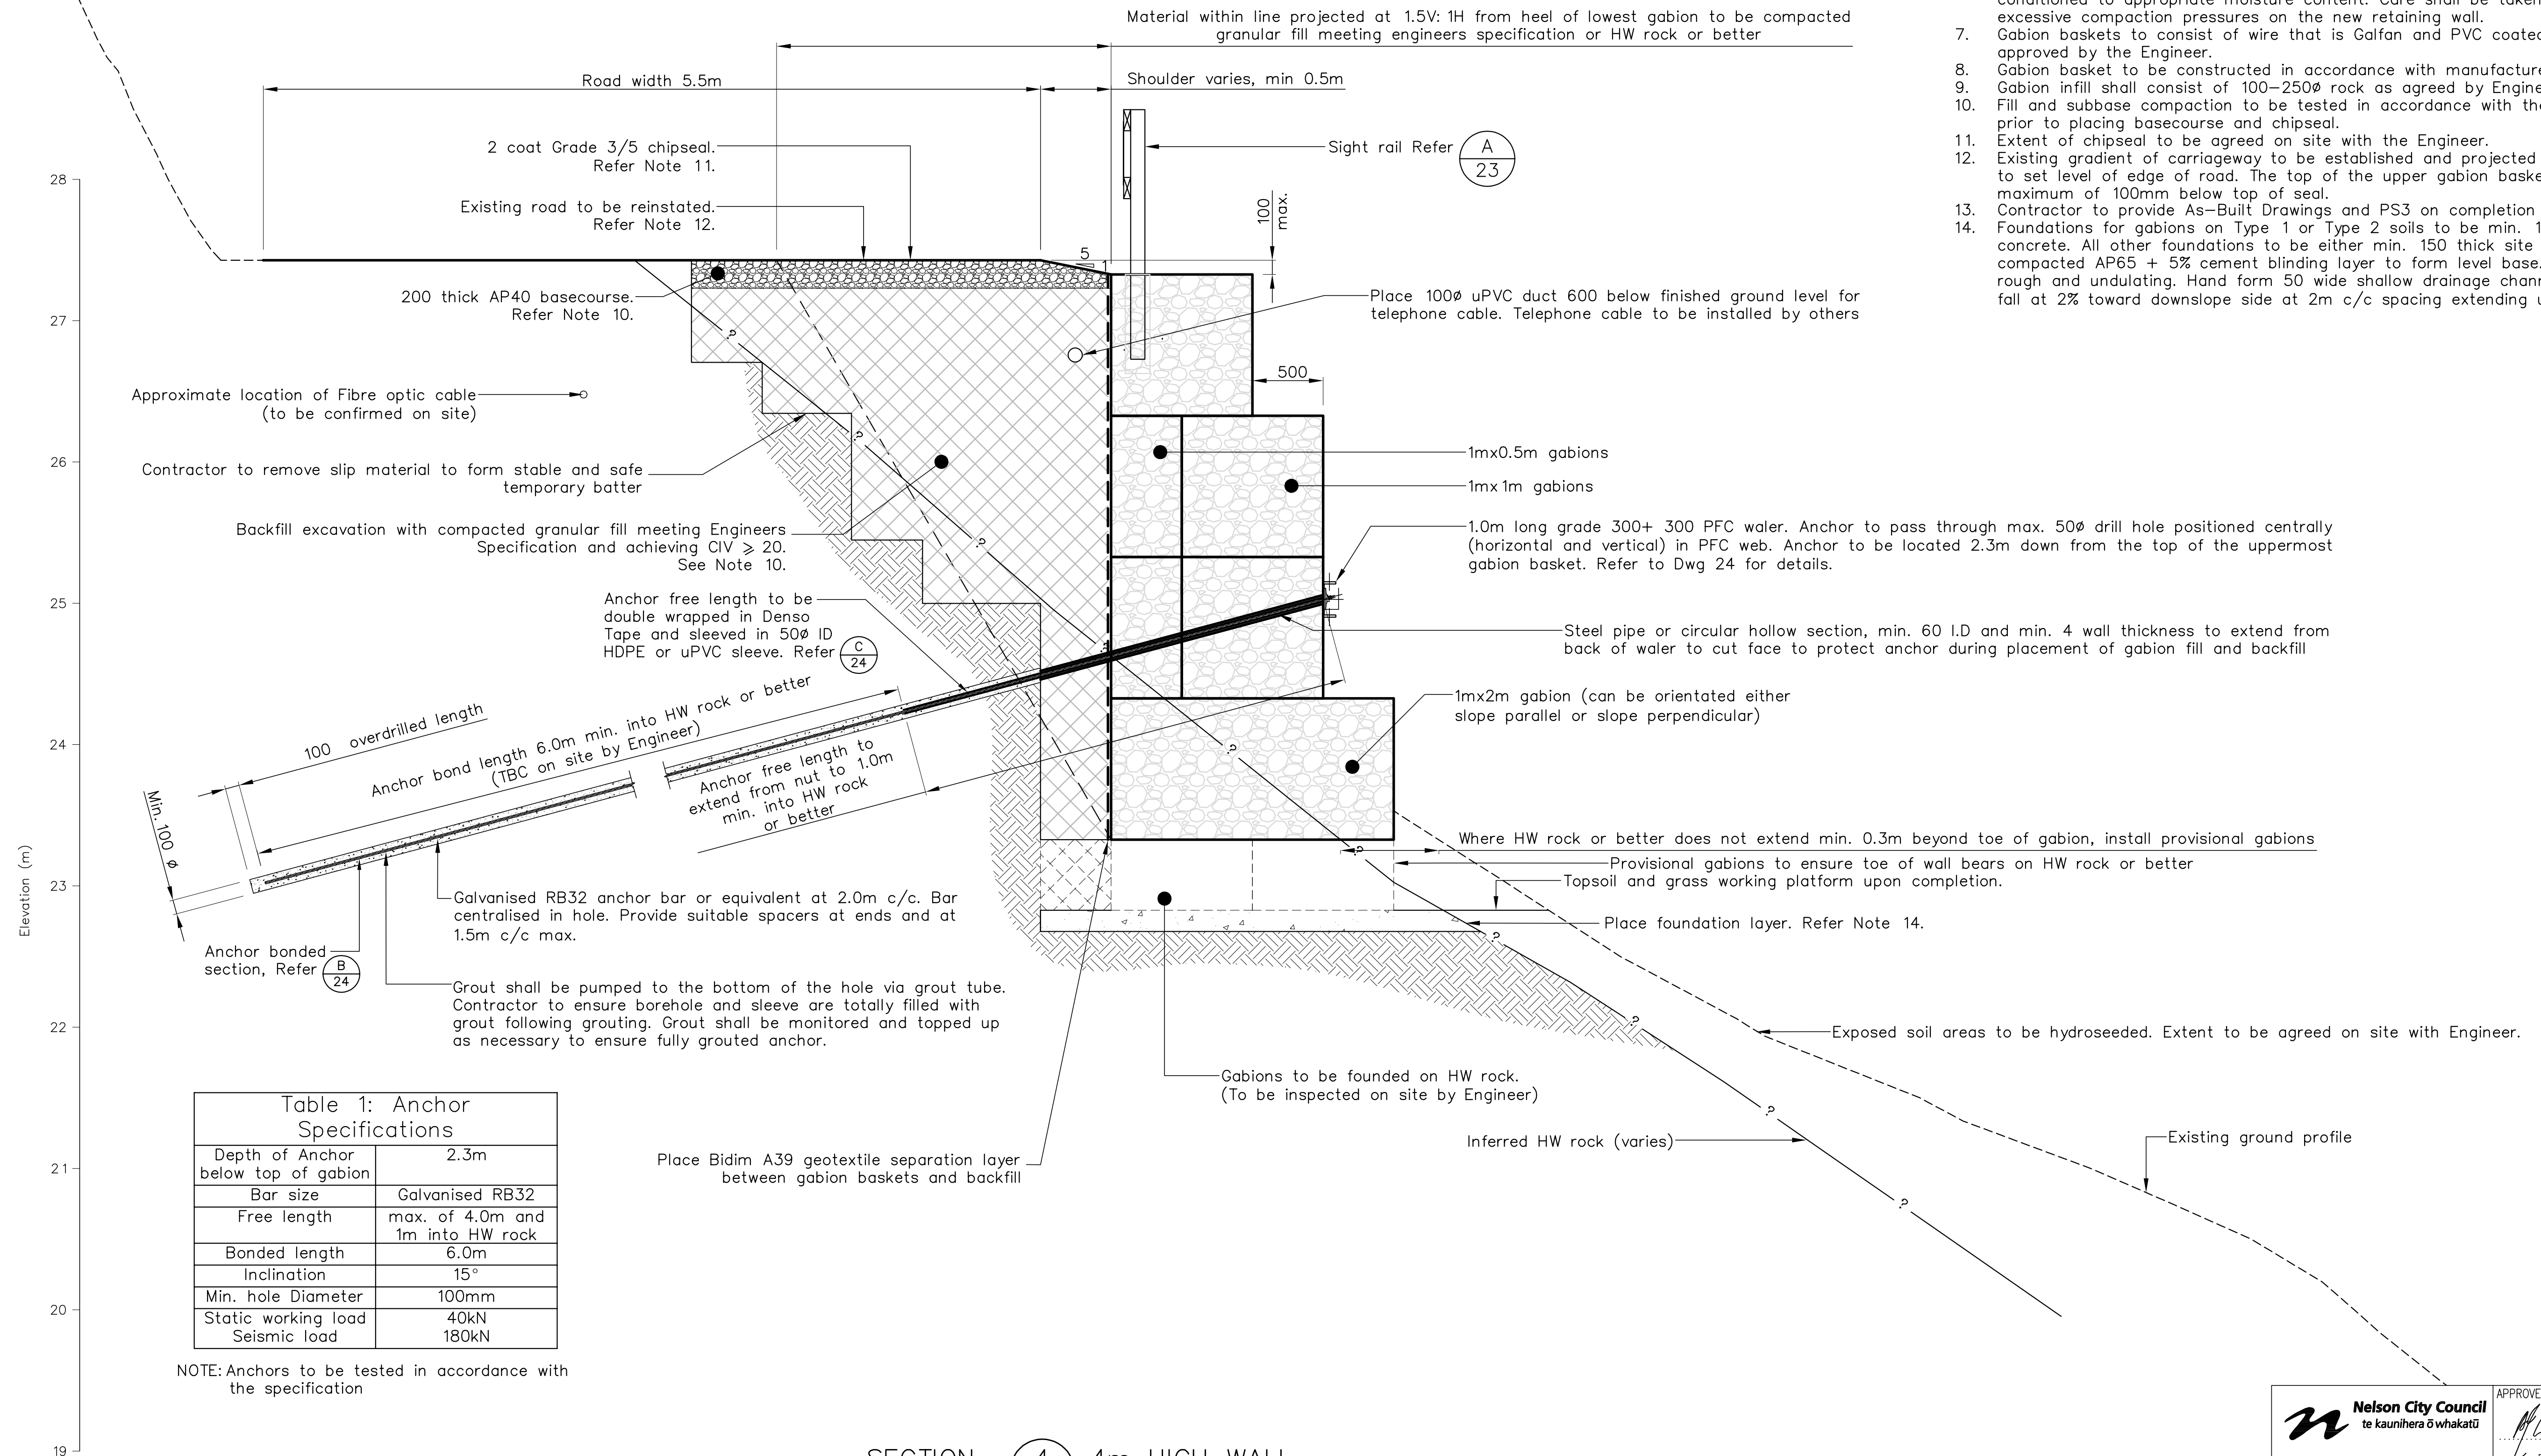 Material within line projected at 1.5V: 1H from heel of lowest gabion to be compacted
granular fill meeting engineers specification or HW rock or better
Road width 5.5m
Shoulder varies, min 0.5m
2 coat Grade 3/5 chipseal.
Refer Note 11.
Sight rail Refer
A
23
Existing road to be reinstated.
Refer Note 12.
100
max.
5
1
200 thick AP40 basecourse.
Refer Note 10.
Place 100ø uPVC duct 600 below finished ground level for
telephone cable. Telephone cable to be installed by others
500
Approximate location of Fibre optic cable
(to be confirmed on site)
Contractor to remove slip material to form stable and safe
temporary batter
1mx0.5m gabions
1mx1m gabions
Backfill excavation with compacted granular fill meeting Engineers
Specification and achieving CIV ⩾ 20.
See Note 10.
1.0m long grade 300+ 300 PFC waler. Anchor to pass through max. 50ø drill hole positioned centrally
(horizontal and vertical) in PFC web. Anchor to be located 2.3m down from the top of the uppermost
gabion basket. Refer to Dwg 24 for details.
Anchor free length to be
double wrapped in Denso
Tape and sleeved in 50ø ID
HDPE or uPVC sleeve. Refer
C
24
Steel pipe or circular hollow section, min. 60 I.D and min. 4 wall thickness to extend from
back of waler to cut face to protect anchor during placement of gabion fill and backfill
1mx2m gabion (can be orientated either
slope parallel or slope perpendicular)
100 overdrilled length
Anchor bond length 6.0m min. into HW rock or better
(TBC on site by Engineer)
Anchor free length to
extend from nut to 1.0m
min. into HW rock
or better
Min.100 ø
Where HW rock or better does not extend min. 0.3m beyond toe of gabion, install provisional gabions
Provisional gabions to ensure toe of wall bears on HW rock or better
Topsoil and grass working platform upon completion.
Place foundation layer. Refer Note 14.
Galvanised RB32 anchor bar or equivalent at 2.0m c/c. Bar
centralised in hole. Provide suitable spacers at ends and at
1.5m c/c max.
Anchor bonded
section, Refer
B
24
Grout shall be pumped to the bottom of the hole via grout tube.
Contractor to ensure borehole and sleeve are totally filled with
grout following grouting. Grout shall be monitored and topped up
as necessary to ensure fully grouted anchor.
Exposed soil areas to be hydroseeded. Extent to be agreed on site with Engineer.
Gabions to be founded on HW rock.
(To be inspected on site by Engineer)
Inferred HW rock (varies)
Existing ground profile
Place Bidim A39 geotextile separation layer
between gabion baskets and backfill
?
?
?
?
?
?
?
?
?
?
28
27
26
25
24
23
22
21
20
19
Elevation (m)
Table 1: Anchor
Specifications
Depth of Anchor
below top of gabion
2.3m
Bar size
Galvanised RB32
Free length
max. of 4.0m and
1m into HW rock
Bonded length
6.0m
Inclination
15°
Min. hole Diameter
100mm
Static working load
40kN
Seismic load
180kN
NOTE: Anchors to be tested in accordance with
the specification
SECTION 4 4m HIGH WALL
conditioned to appropriate moisture content. Care shall be taken
excessive compaction pressures on the new retaining wall.
7. Gabion baskets to consist of wire that is Galfan and PVC coated
approved by the Engineer.
8. Gabion basket to be constructed in accordance with manufacture
9. Gabion infill shall consist of 100-250ø rock as agreed by Engine
10. Fill and subbase compaction to be tested in accordance with the
prior to placing basecourse and chipseal.
11. Extent of chipseal to be agreed on site with the Engineer.
12. Existing gradient of carriageway to be established and projected
to set level of edge of road. The top of the upper gabion baske
maximum of 100mm below top of seal.
13. Contractor to provide As-Built Drawings and PS3 on completion
14. Foundations for gabions on Type 1 or Type 2 soils to be min. 1
concrete. All other foundations to be either min. 150 thick site
compacted AP65 + 5% cement blinding layer to form level base.
rough and undulating. Hand form 50 wide shallow drainage chann
fall at 2% toward downslope side at 2m c/c spacing extending u
Nelson City Council
te kaunihera ō whakatū
APPROVE